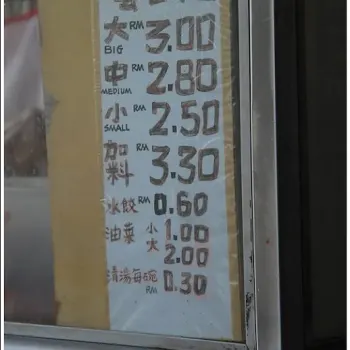 大 RM 3.00
BIG
中 RM 2.80
MEDIUM
小 RM 2.50
SMALL
加料 RM 3.30
水餃 RM 0.60
油菜 小 1.00
大 2.00
清湯每碗 RM 0.30